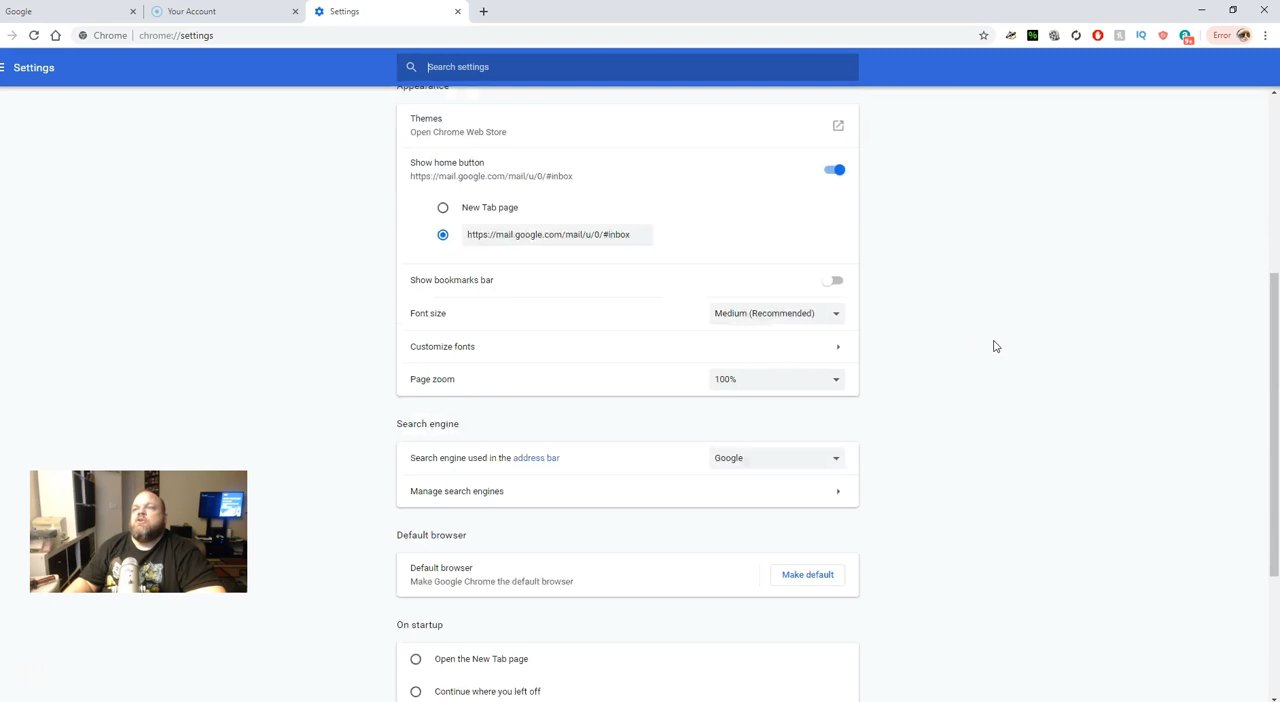 Google
Your Account
Settings
Chrome
chrome://settings
IQ
9+
Error
Settings
Search settings
Appearance
Themes
Open Chrome Web Store
Show home button
https://mail.google.com/mail/u/0/#inbox
New Tab page
https://mail.google.com/mail/u/0/#inbox
Show bookmarks bar
Font size
Medium (Recommended)
Customize fonts
Page zoom
100%
Search engine
Search engine used in the address bar
Google
Manage search engines
Default browser
Default browser
Make Google Chrome the default browser
Make default
On startup
Open the New Tab page
Continue where you left off